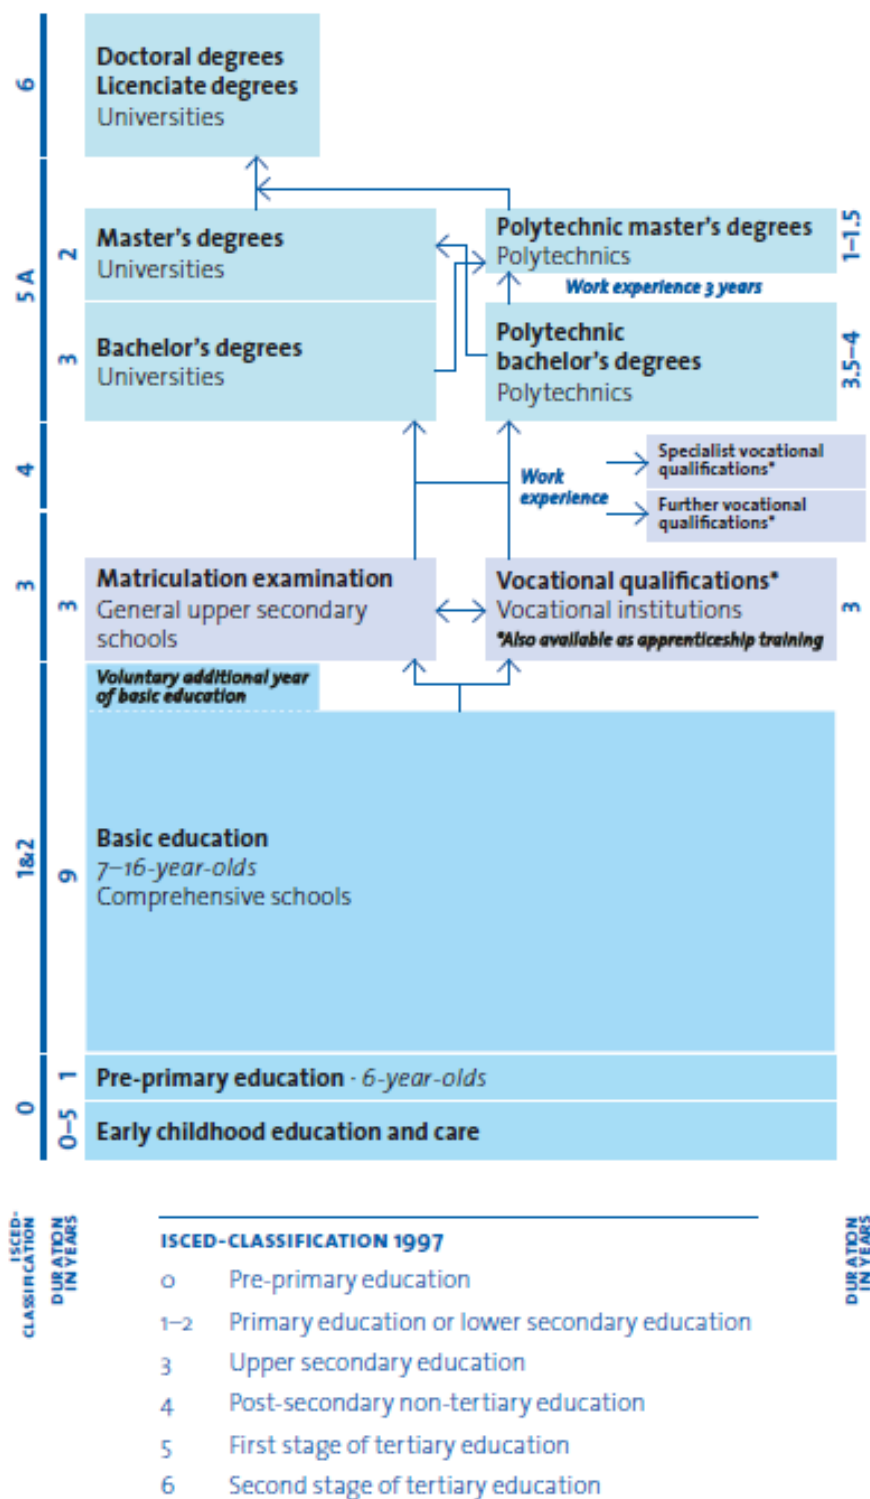 6
Doctoral degrees
Licenciate degrees
Universities
5 A
2
Master's degrees
Universities
Polytechnic master's degrees
Polytechnics
1–1.5
Work experience 3 years
3
Bachelor's degrees
Universities
Polytechnic
bachelor's degrees
Polytechnics
3.5–4
4
Work
experience
Specialist vocational
qualifications*
Further vocational
qualifications*
3
3
Matriculation examination
General upper secondary
schools
Vocational qualifications*
Vocational institutions
*Also available as apprenticeship training
3
Voluntary additional year
of basic education
1&2
9
Basic education
7–16-year-olds
Comprehensive schools
0
1
Pre-primary education - 6-year-olds
0–5
Early childhood education and care
ISCED-
CLASSIFICATION
DURATION
IN YEARS
DURATION
IN YEARS
ISCED-CLASSIFICATION 1997
0 Pre-primary education
1–2 Primary education or lower secondary education
3 Upper secondary education
4 Post-secondary non-tertiary education
5 First stage of tertiary education
6 Second stage of tertiary education